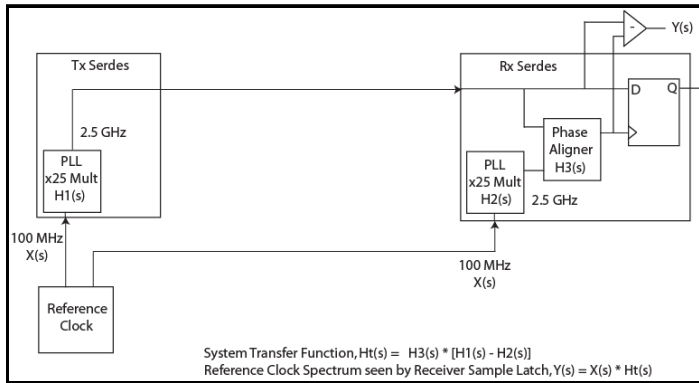 Y(s)
-
Tx Serdes
Rx Serdes
D
Q
2.5 GHz
Phase
Aligner
H3(s)
PLL
x25 Mult
H1(s)
PLL
x25 Mult
H2(s)
2.5 GHz
100 MHz
X(s)
100 MHz
X(s)
Reference
Clock
System Transfer Function, Ht(s) = H3(s) * [H1(s) - H2(s)]
Reference Clock Spectrum seen by Receiver Sample Latch, Y(s) = X(s) * Ht(s)